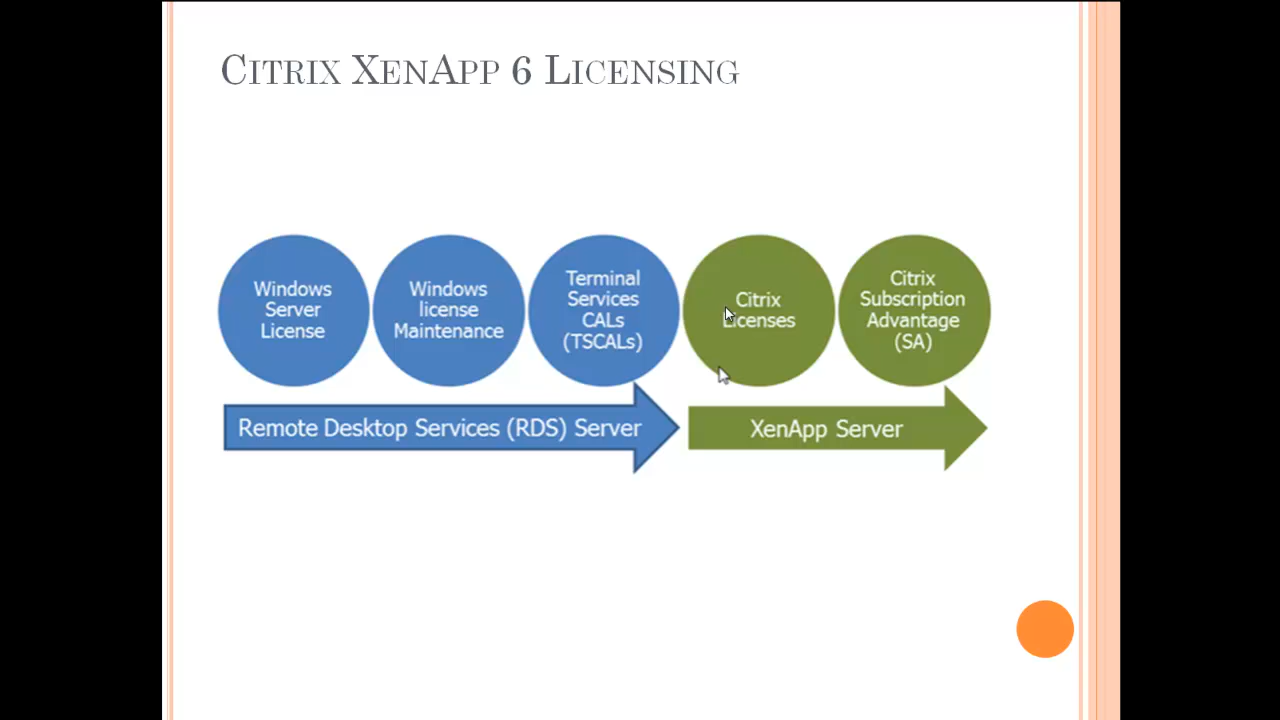 CITRIX XENAPP 6 LICENSING
Windows
Server
License
Windows
license
Maintenance
Terminal
Services
CALs
(TSCALs)
Citrix
Licenses
Citrix
Subscription
Advantage
(SA)
Remote Desktop Services (RDS) Server
XenApp Server